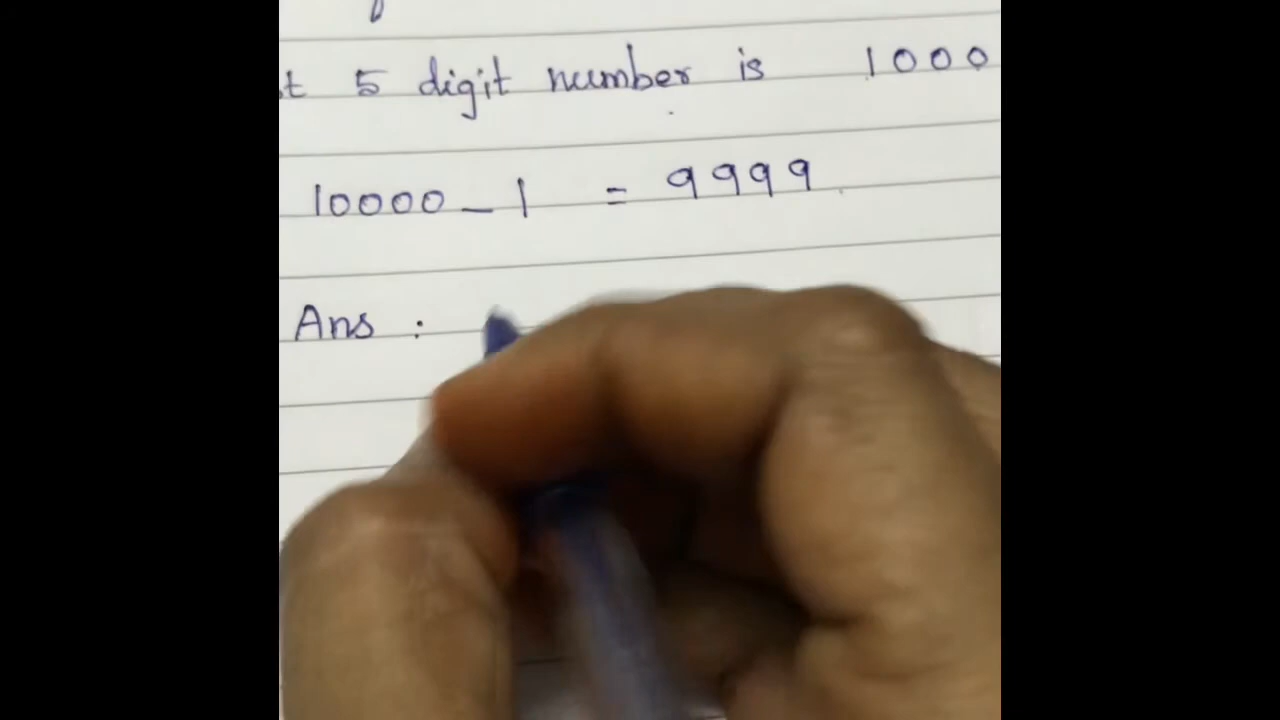 t 5 digit number is 1000
10000 - 1 = 9999
Ans :